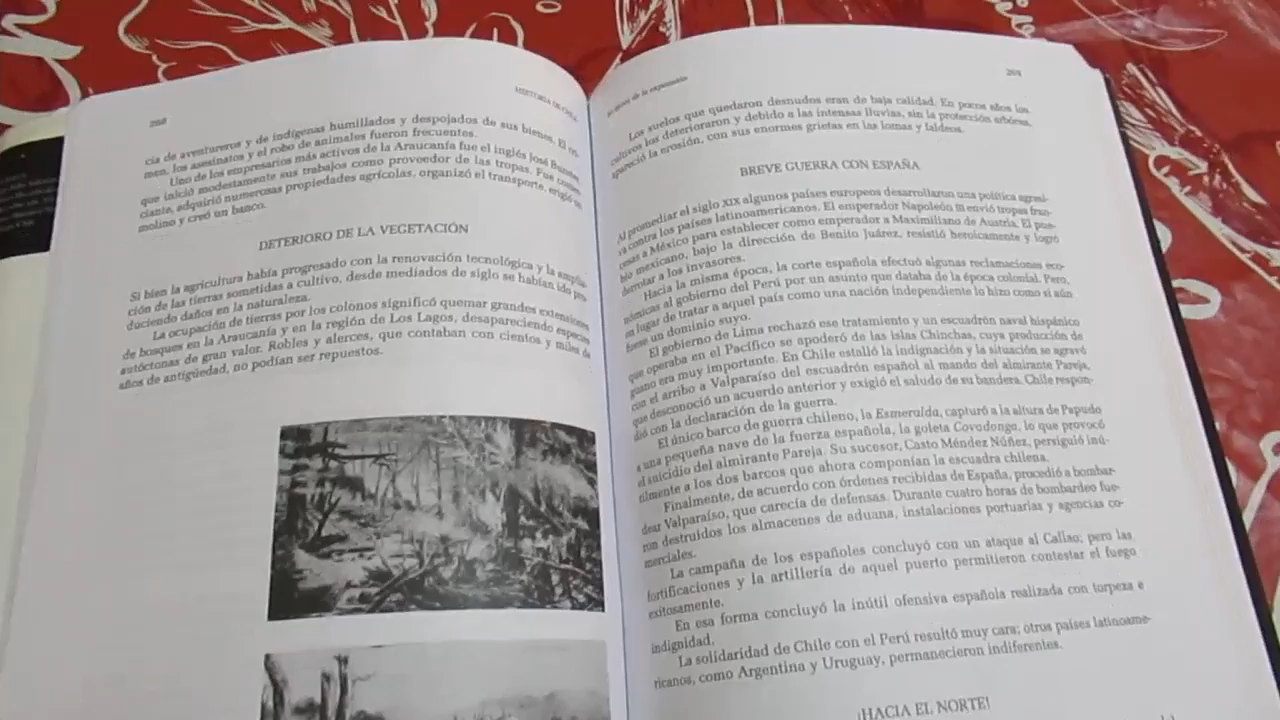 268
HISTORIA DE CHILE
cia de aventureros y de indígenas humillados y despojados de sus bienes. El cri-
men, los asesinatos y el robo de animales fueron frecuentes.
Uno de los empresarios más activos de la Araucanía fue el inglés José Bunster
que inició modestamente sus trabajos como proveedor de las tropas. Fue comer-
ciante, adquirió numerosas propiedades agrícolas, organizó el transporte, erigió un
molino y creó un banco.
DETERIORO DE LA VEGETACIÓN
Si bien la agricultura había progresado con la renovación tecnológica y la amplia-
ción de las tierras sometidas a cultivo, desde mediados de siglo se habían ido pro-
duciendo daños en la naturaleza.
La ocupación de tierras por los colonos significó quemar grandes extensiones
de bosques en la Araucanía y en la región de Los Lagos, desapareciendo especies
autóctonas de gran valor. Robles y alerces, que contaban con cientos y miles de
años de antigüedad, no podían ser repuestos.
de la expansión
269
Los suelos que quedaron desnudos eran de baja calidad. En pocos años los
cultivos los deterioraron y debido a las intensas lluvias, sin la protección arbórea,
apareció la erosión, con sus enormes grietas en las lomas y faldeos.
BREVE GUERRA CON ESPAÑA
Al promediar el siglo XIX algunos países europeos desarrollaron una política agresi-
va contra los países latinoamericanos. El emperador Napoleón III envió tropas fran-
cesas a México para establecer como emperador a Maximiliano de Austria. El pue-
blo mexicano, bajo la dirección de Benito Juárez, resistió heroicamente y logró
derrotar a los invasores.
Hacia la misma época, la corte española efectuó algunas reclamaciones eco-
nómicas al gobierno del Perú por un asunto que databa de la época colonial. Pero,
en lugar de tratar a aquel país como una nación independiente lo hizo como si aún
fuese un dominio suyo.
El gobierno de Lima rechazó ese tratamiento y un escuadrón naval hispánico
que operaba en el Pacífico se apoderó de las islas Chinchas, cuya producción de
guano era muy importante. En Chile estalló la indignación y la situación se agravó
con el arribo a Valparaíso del escuadrón español al mando del almirante Pareja,
que desconoció un acuerdo anterior y exigió el saludo de su bandera. Chile respon-
dió con la declaración de la guerra.
El único barco de guerra chileno, la Esmeralda, capturó a la altura de Papudo
a una pequeña nave de la fuerza española, la goleta Covadonga, lo que provocó
el suicidio del almirante Pareja. Su sucesor, Casto Méndez Núñez, persiguió inú-
tilmente a los dos barcos que ahora componían la escuadra chilena.
Finalmente, de acuerdo con órdenes recibidas de España, procedió a bombar-
dear Valparaíso, que carecía de defensas. Durante cuatro horas de bombardeo fue-
ron destruidos los almacenes de aduana, instalaciones portuarias y agencias co-
merciales.
La campaña de los españoles concluyó con un ataque al Callao; pero las
fortificaciones y la artillería de aquel puerto permitieron contestar el fuego
exitosamente.
En esa forma concluyó la inútil ofensiva española realizada con torpeza e
indignidad.
La solidaridad de Chile con el Perú resultó muy cara; otros países latinoame-
ricanos, como Argentina y Uruguay, permanecieron indiferentes.
¡HACIA EL NORTE!